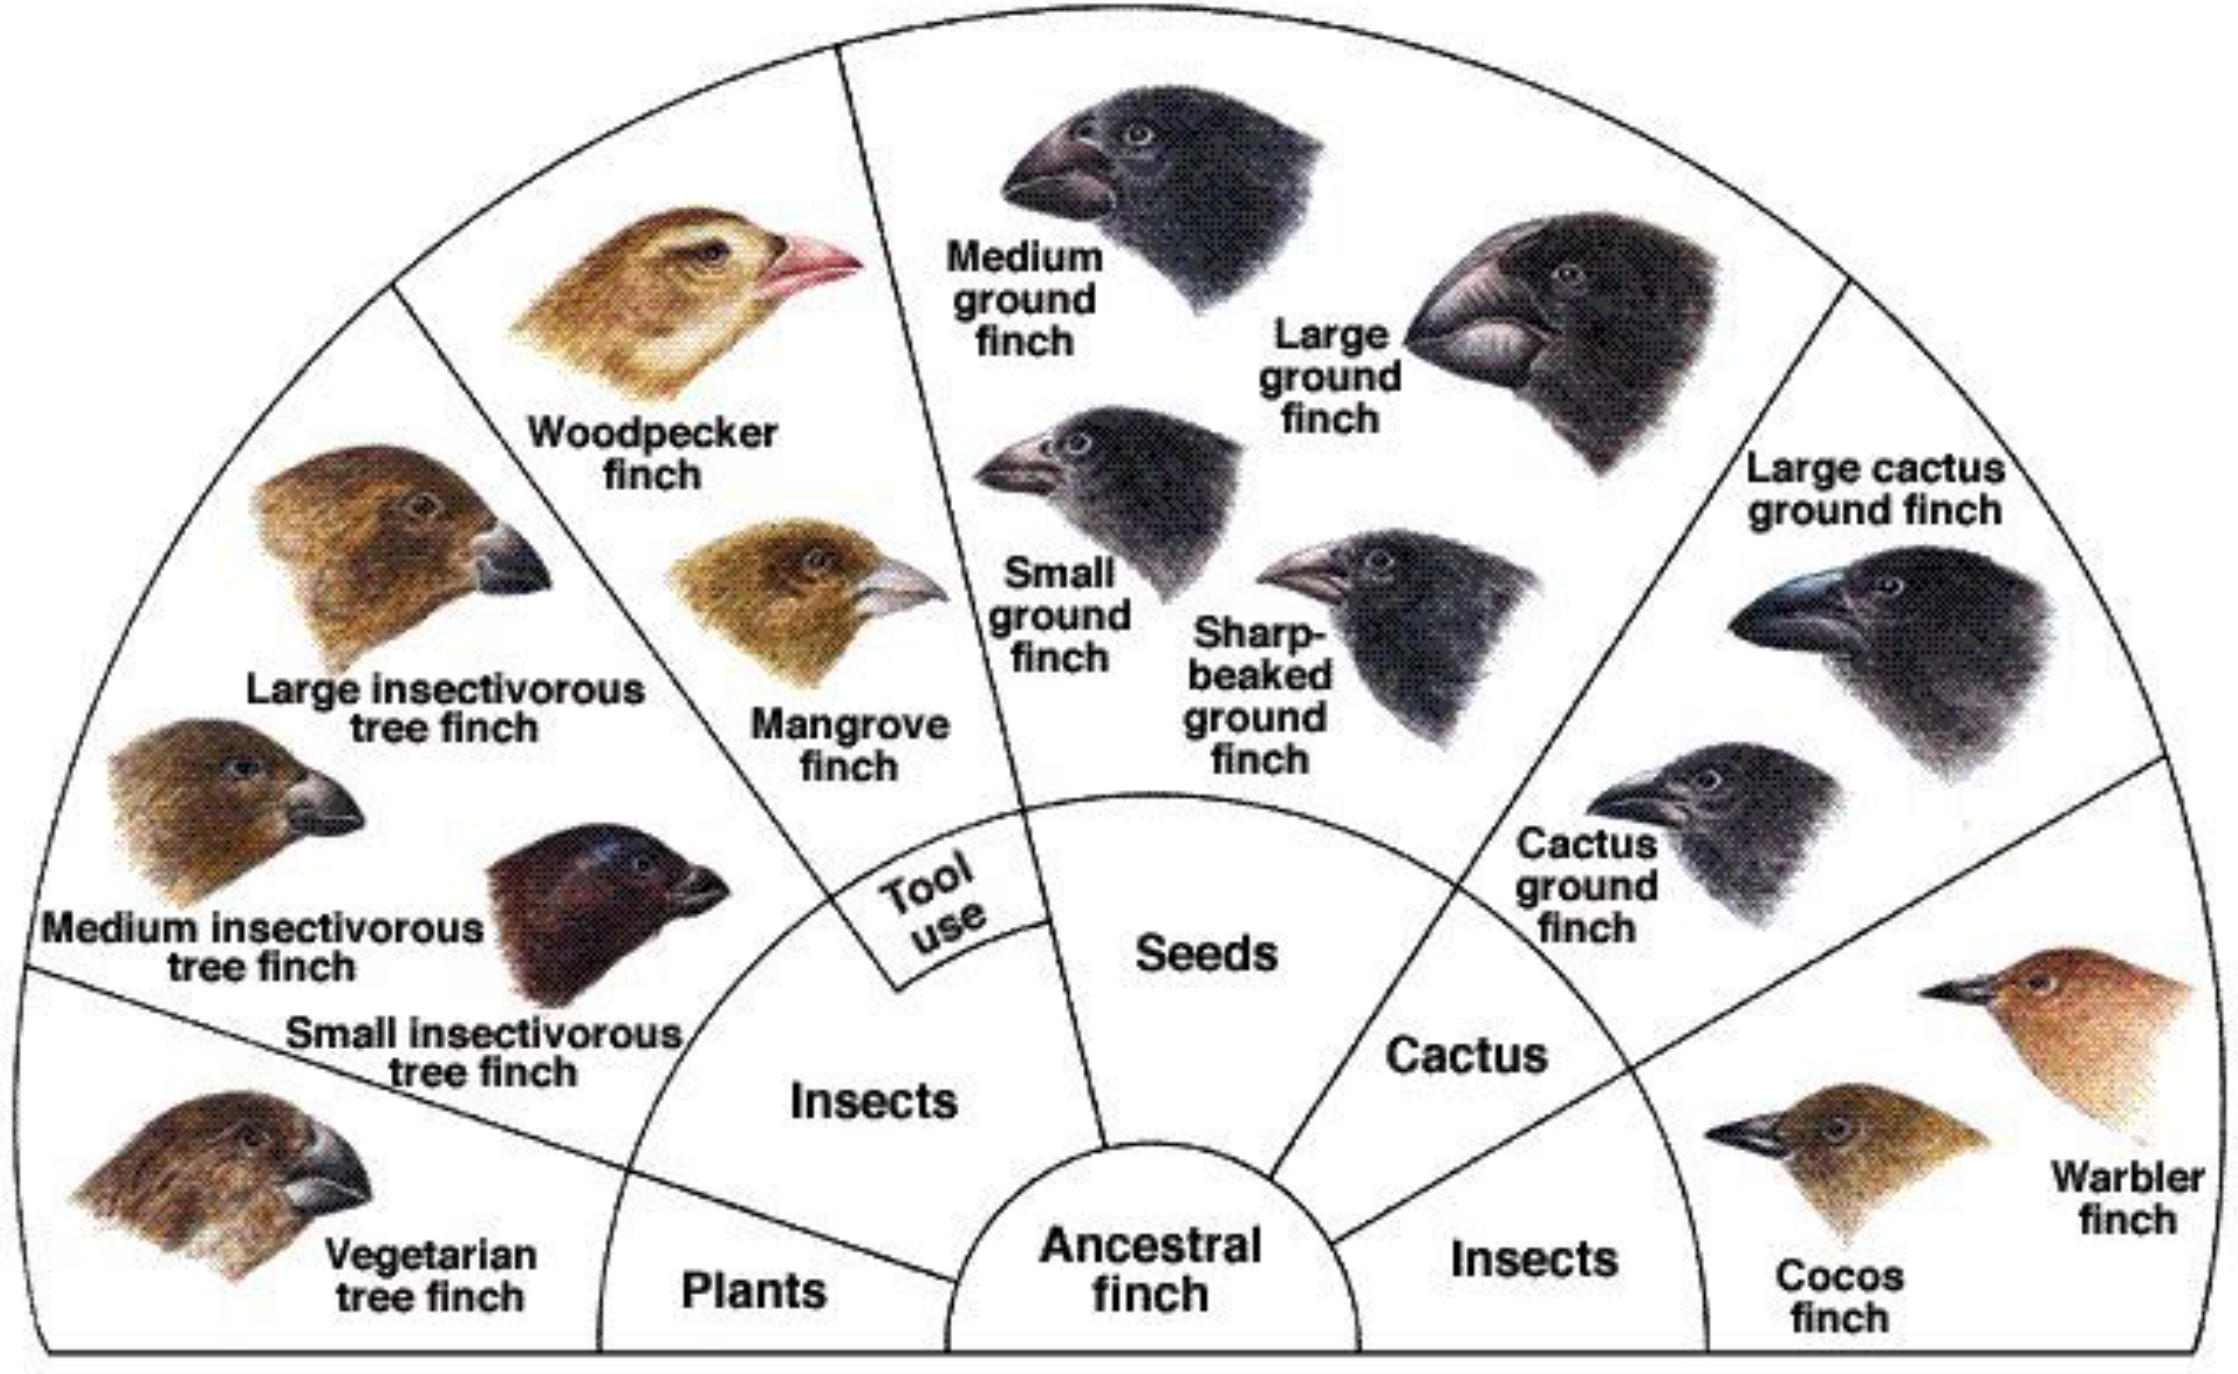 Medium
ground
finch
Large
ground
finch
Woodpecker
finch
Large cactus
ground finch
Small
ground
finch
Sharp-
beaked
ground
finch
Large insectivorous
tree finch
Mangrove
finch
Cactus
ground
finch
Medium insectivorous
tree finch
Small insectivorous
tree finch
Tool
use
Seeds
Cactus
Insects
Warbler
finch
Vegetarian
tree finch
Plants
Ancestral
finch
Insects
Cocos
finch